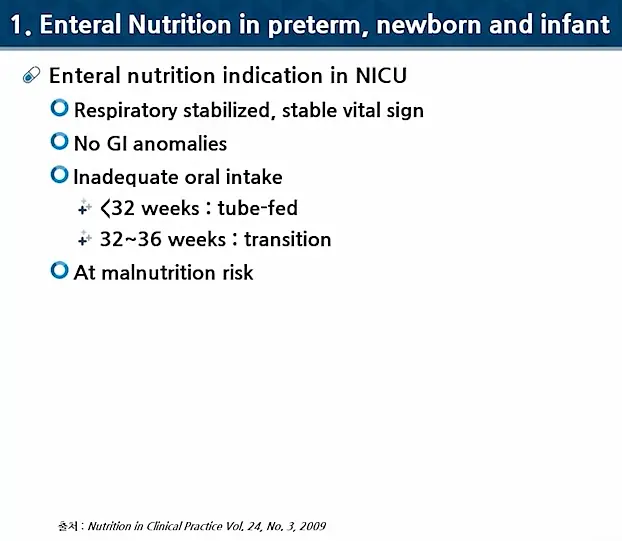 1. Enteral Nutrition in preterm, newborn and infant
Enteral nutrition indication in NICU
Respiratory stabilized, stable vital sign
No GI anomalies
Inadequate oral intake
<32 weeks : tube-fed
32~36 weeks : transition
At malnutrition risk
출처 : Nutrition in Clinical Practice Vol. 24, No. 3, 2009